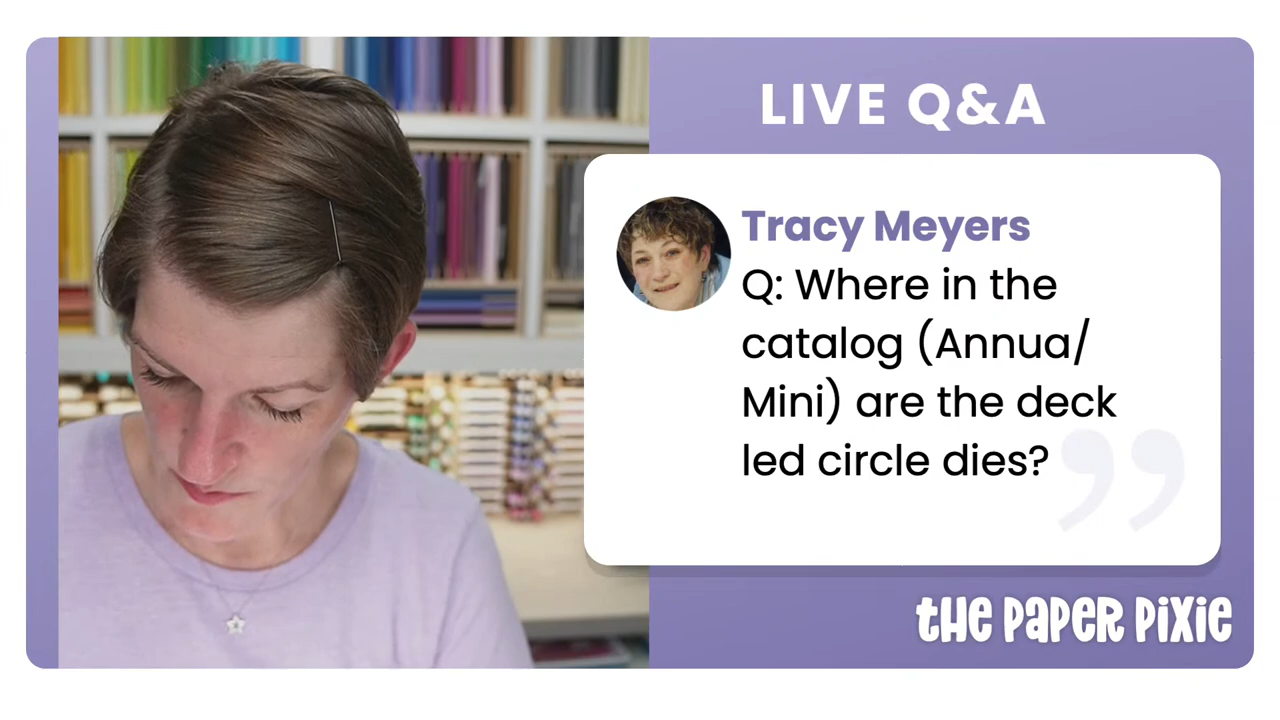 LIVE Q&A
Tracy Meyers
Q: Where in the
catalog (Annua/
Mini) are the deck
led circle dies?
the PAPER PIXIE